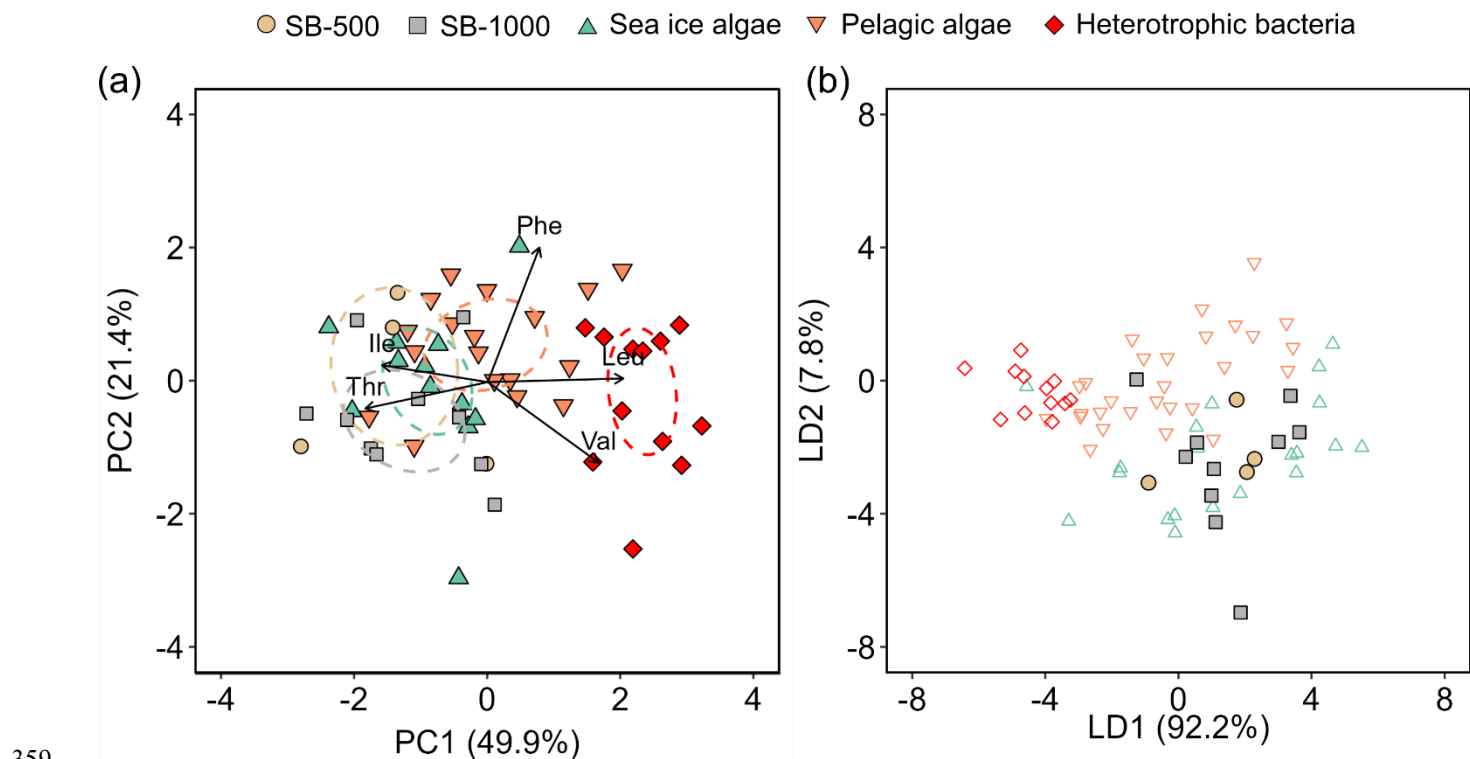 SB-500 SB-1000 Sea ice algae Pelagic algae Heterotrophic bacteria
(a)
4
2
0
-2
-4
PC2 (21.4%)
Phe
Ile
Leu
Thr
Val
-4 -2 0 2 4
PC1 (49.9%)
(b)
8
4
0
-4
-8
LD2 (7.8%)
-8 -4 0 4 8
LD1 (92.2%)
359